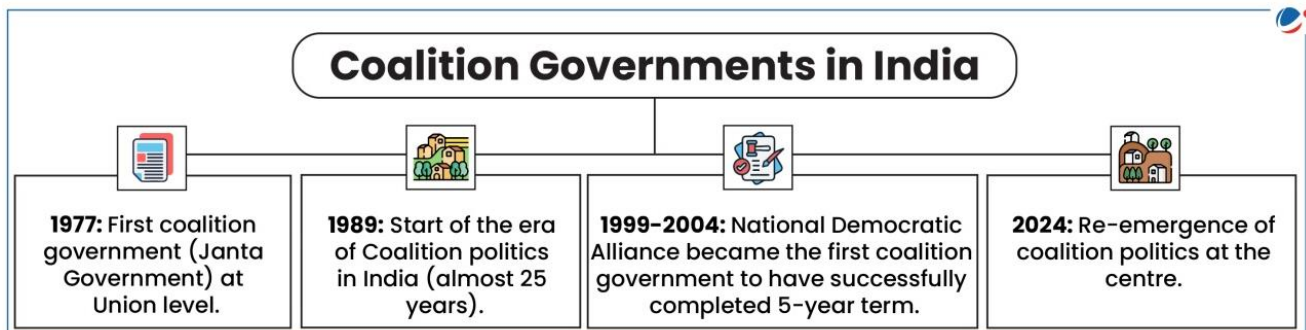 Coalition Governments in India
1977: First coalition
government (Janta
Government) at
Union level.
1989: Start of the era
of Coalition politics
in India (almost 25
years).
1999-2004: National Democratic
Alliance became the first coalition
government to have successfully
completed 5-year term.
2024: Re-emergence of
coalition politics at the
centre.